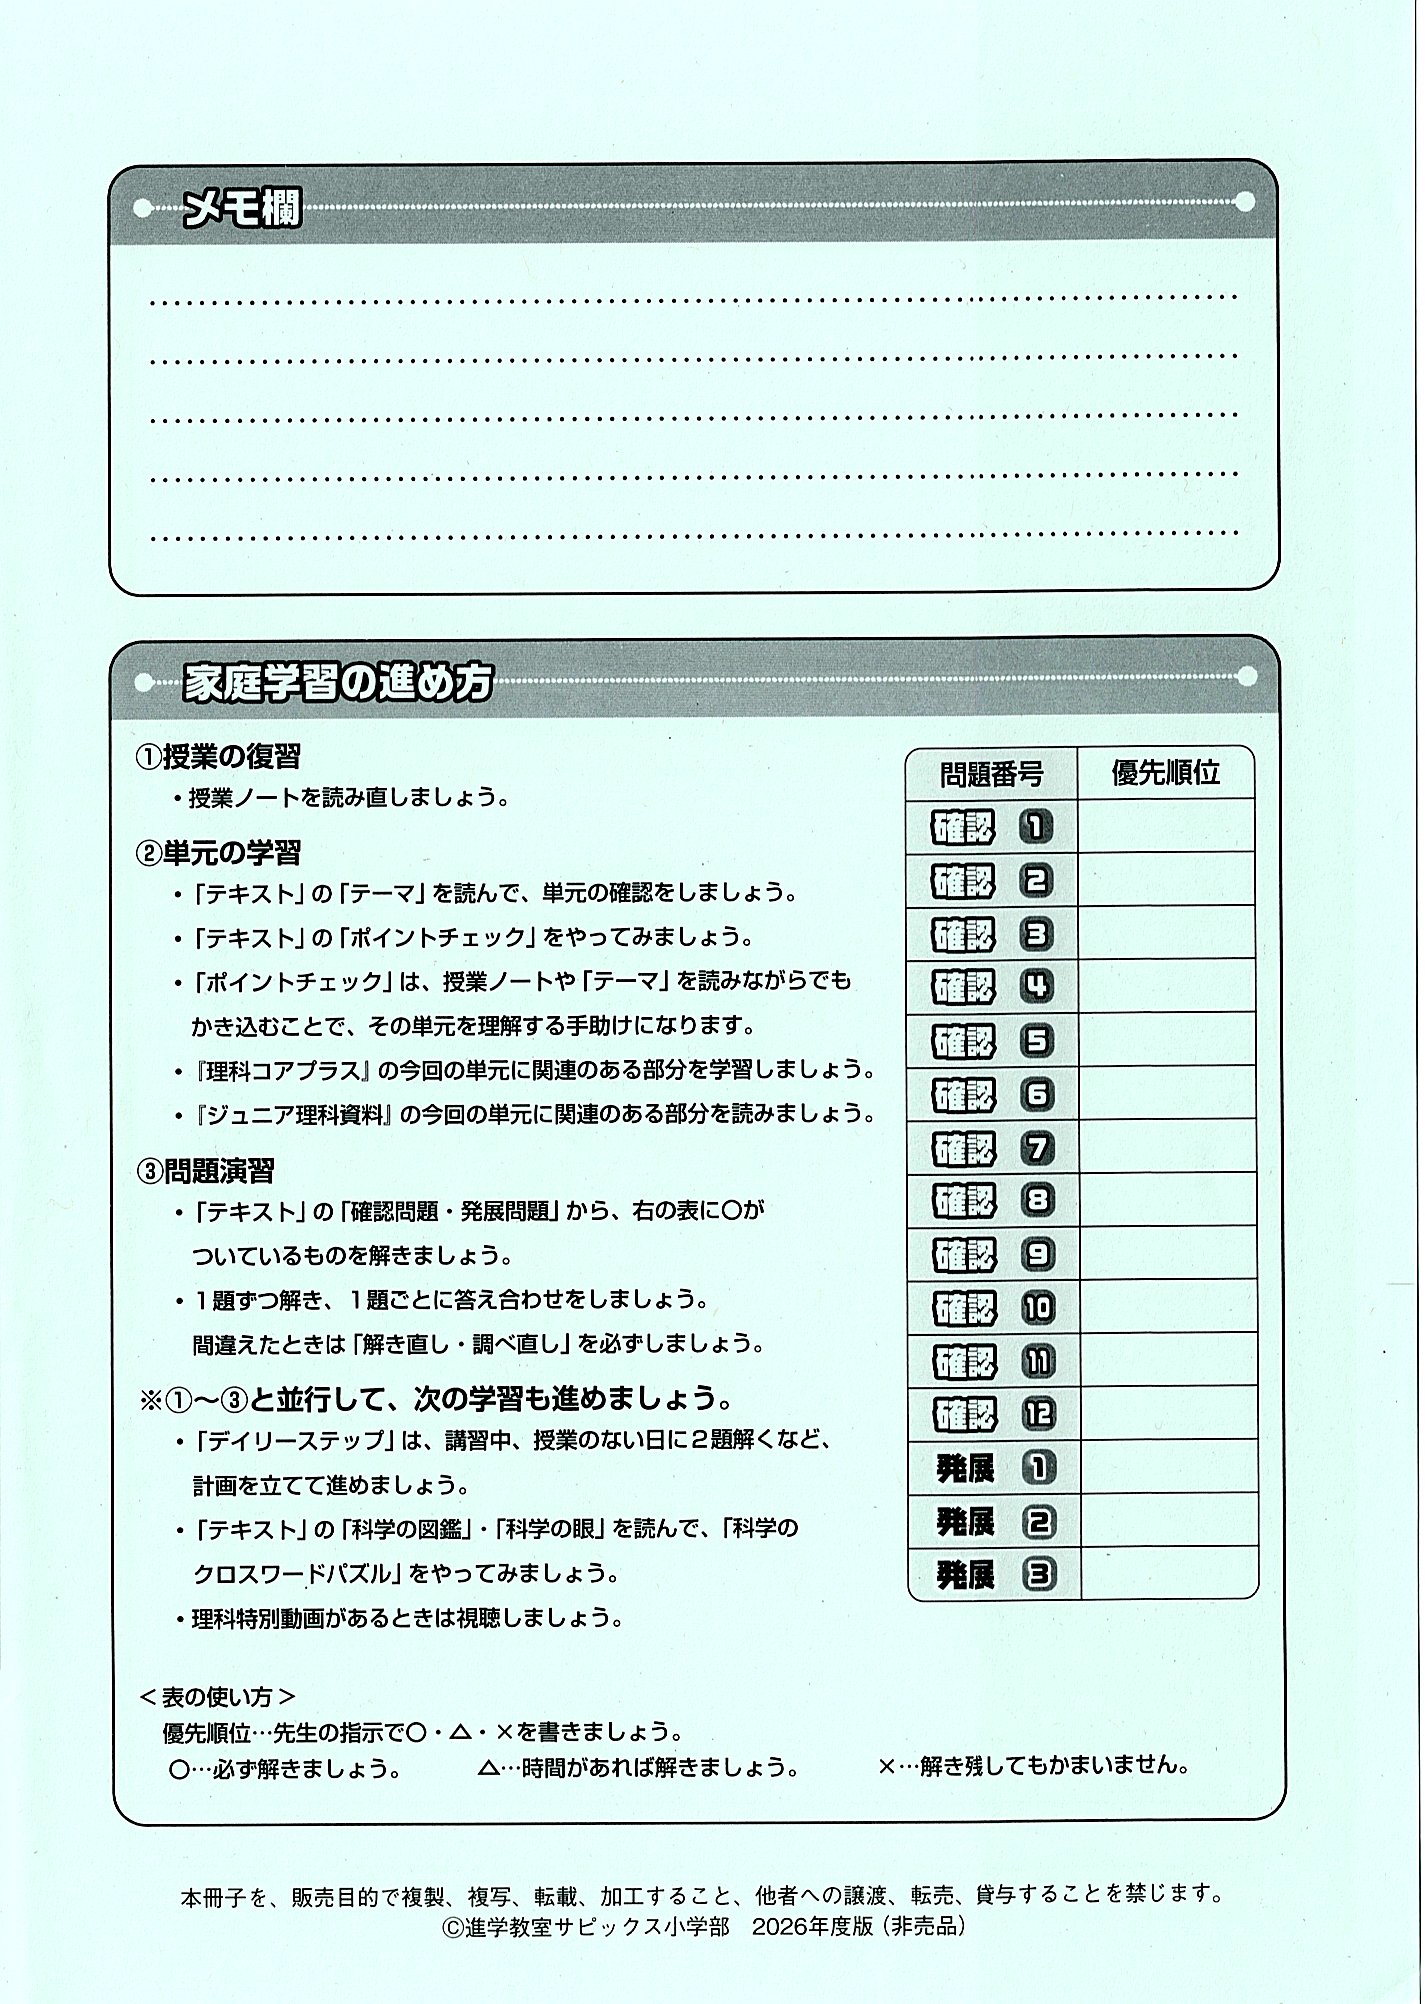 メモ欄
家庭学習の進め方
①授業の復習
・授業ノートを読み直しましょう。
②単元の学習
・「テキスト」の「テーマ」を読んで、単元の確認をしましょう。
・「テキスト」の「ポイントチェック」をやってみましょう。
・「ポイントチェック」は、授業ノートや「テーマ」を読みながらでも
かき込むことで、その単元を理解する手助けになります。
・『理科コアプラス』の今回の単元に関連のある部分を学習しましょう。
・『ジュニア理科資料』の今回の単元に関連のある部分を読みましょう。
③問題演習
・「テキスト」の「確認問題・発展問題」から、右の表に〇が
ついているものを解きましょう。
・１題ずつ解き、１題ごとに答え合わせをしましょう。
間違えたときは「解き直し・調べ直し」を必ずしましょう。
※①～③と並行して、次の学習も進めましょう。
・「デイリーステップ」は、講習中、授業のない日に２題解くなど、
計画を立てて進めましょう。
・「テキスト」の「科学の図鑑」・「科学の眼」を読んで、「科学の
クロスワードパズル」をやってみましょう。
・理科特別動画があるときは視聴しましょう。
問題番号 優先順位
確認 1
確認 2
確認 3
確認 4
確認 5
確認 6
確認 7
確認 8
確認 9
確認 10
確認 11
確認 12
発展 1
発展 2
発展 3
＜表の使い方＞
優先順位…先生の指示で〇・△・×を書きましょう。
〇…必ず解きましょう。 △…時間があれば解きましょう。 ×…解き残してもかまいません。
本冊子を、販売目的で複製、複写、転載、加工すること、他者への譲渡、転売、貸与することを禁じます。
©進学教室サピックス小学部 2026年度版（非売品）